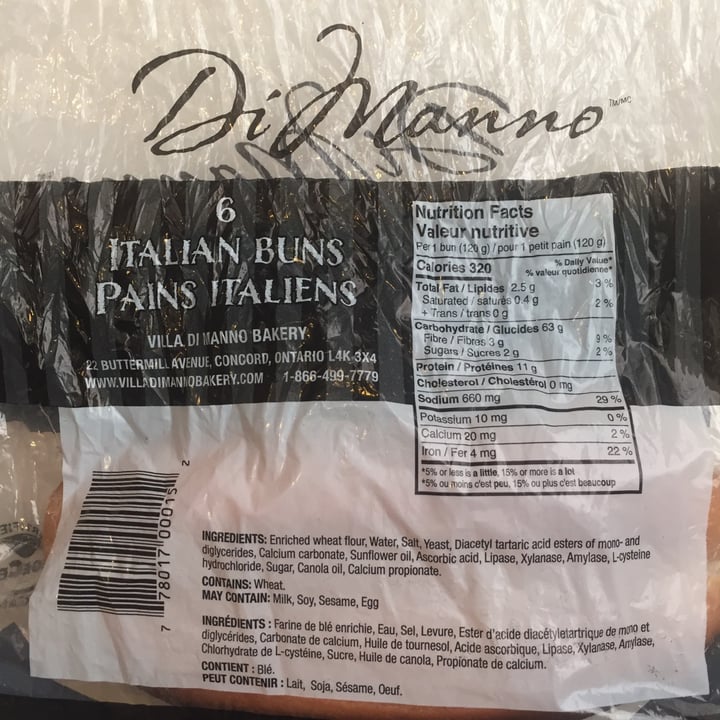 Di Manno TM/MC
6
ITALIAN BUNS
PAINS ITALIENS
VILLA DI MANNO BAKERY
22 BUTTERMILL AVENUE, CONCORD, ONTARIO L4K 3X4
WWW.VILLADIMANNOBAKERY.COM 1-866-499-7779
Nutrition Facts
Valeur nutritive
Per 1 bun (120 g) / pour 1 petit pain (120 g)
Calories 320
% Daily Value*
% valeur quotidienne*
Total Fat / Lipides 2.5 g 3 %
Saturated / saturés 0.4 g
+ Trans / trans 0 g 2 %
Carbohydrate / Glucides 63 g
Fibre / Fibres 3 g 9 %
Sugars / Sucres 2 g 2 %
Protein / Protéines 11 g
Cholesterol / Cholestérol 0 mg
Sodium 660 mg 29 %
Potassium 10 mg 0 %
Calcium 20 mg 2 %
Iron / Fer 4 mg 22 %
*5% or less is a little, 15% or more is a lot
*5% ou moins c'est peu, 15% ou plus c'est beaucoup
7 78017 00015 2
INGREDIENTS: Enriched wheat flour, Water, Salt, Yeast, Diacetyl tartaric acid esters of mono- and
diglycerides, Calcium carbonate, Sunflower oil, Ascorbic acid, Lipase, Xylanase, Amylase, L-cysteine
hydrochloride, Sugar, Canola oil, Calcium propionate.
CONTAINS: Wheat.
MAY CONTAIN: Milk, Soy, Sesame, Egg
INGRÉDIENTS : Farine de blé enrichie, Eau, Sel, Levure, Ester d'acide diacétyletartrique de mono et
diglycérides, Carbonate de calcium, Huile de tournesol, Acide ascorbique, Lipase, Xylanase, Amylase,
Chlorhydrate de L-cystéine, Sucre, Huile de canola, Propionate de calcium.
CONTIENT : Blé.
PEUT CONTENIR : Lait, Soja, Sésame, Oeuf.